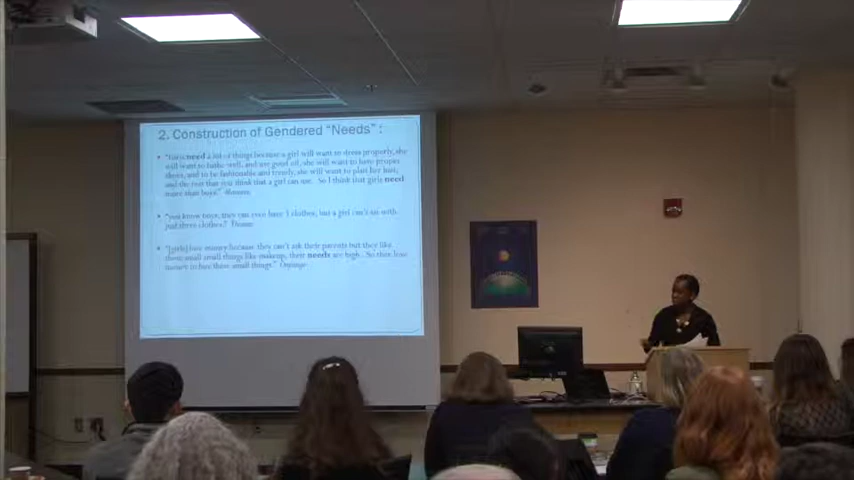 2. Construction of Gendered "Needs" :
need a lot of things because a girl will want to dress properly, she
will want to bathe well, and use good oil, she will want to have proper
shoes, and to be fashionable and trendy, she will want to plait her hair,
and the rest that you think that a girl can use. So I think that girls need
more than boys."
"you know boys, they can even have 3 clothes, but a girl can't sit with
just three clothes."
"[girls] love money because they can't ask their parents but they like
those small small things like makeup, their needs are high. So they love
money to buy those small things." Onyango